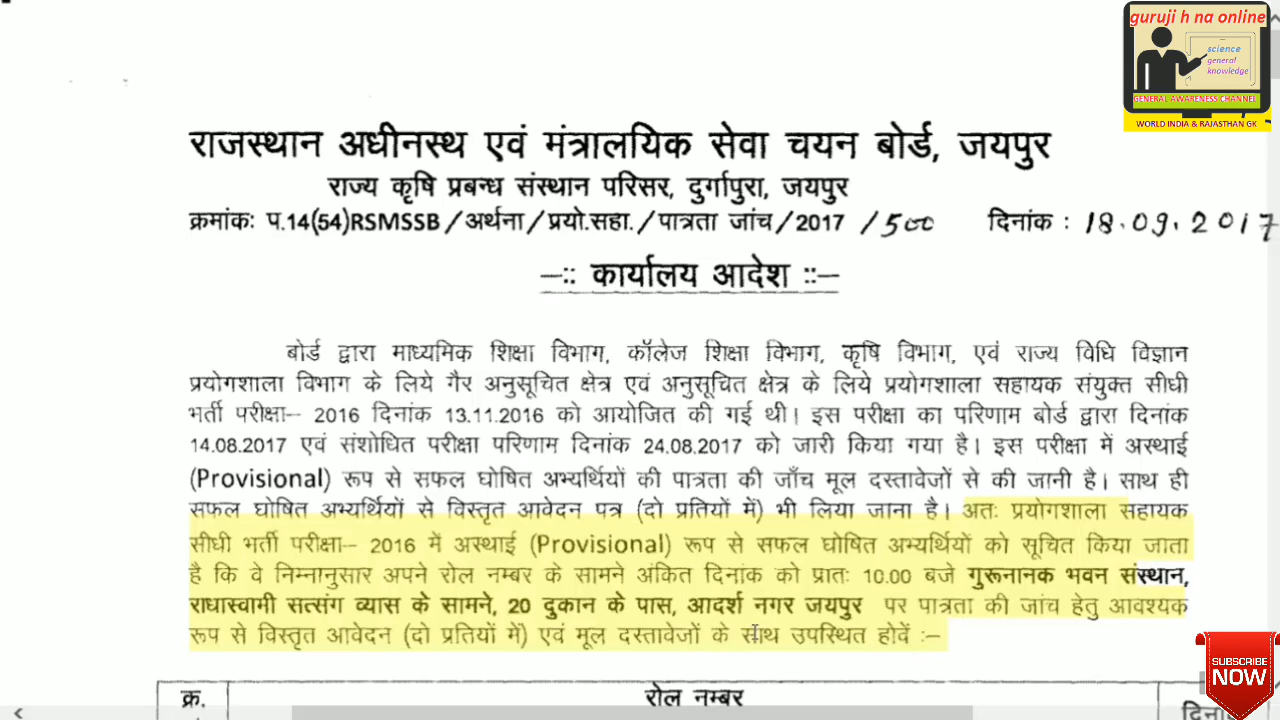 guruji h na online
science
general
knowledge
GENERAL AWARENESS CHANNEL
WORLD INDIA & RAJASTHAN GK
राजस्थान अधीनस्थ एवं मंत्रालयिक सेवा चयन बोर्ड, जयपुर
राज्य कृषि प्रबन्ध संस्थान परिसर, दुर्गापुरा, जयपुर
क्रमांकः प.14(54)RSMSSB/अर्थना/प्रयो.सहा./पात्रता जांच/2017 /500 दिनांक : 18.09.2017
—:: कार्यालय आदेश ::—
बोर्ड द्वारा माध्यमिक शिक्षा विभाग, कॉलेज शिक्षा विभाग, कृषि विभाग, एवं राज्य विधि विज्ञान
प्रयोगशाला विभाग के लिये गैर अनुसूचित क्षेत्र एवं अनुसूचित क्षेत्र के लिये प्रयोगशाला सहायक संयुक्त सीधी
भर्ती परीक्षा– 2016 दिनांक 13.11.2016 को आयोजित की गई थी। इस परीक्षा का परिणाम बोर्ड द्वारा दिनांक
14.08.2017 एवं संशोधित परीक्षा परिणाम दिनांक 24.08.2017 को जारी किया गया है। इस परीक्षा में अस्थाई
(Provisional) रूप से सफल घोषित अभ्यर्थियों की पात्रता की जाँच मूल दस्तावेजों से की जानी है। साथ ही
सफल घोषित अभ्यर्थियों से विस्तृत आवेदन पत्र (दो प्रतियों में) भी लिया जाना है। अतः प्रयोगशाला सहायक
सीधी भर्ती परीक्षा– 2016 में अस्थाई (Provisional) रूप से सफल घोषित अभ्यर्थियों को सूचित किया जाता
है कि वे निम्नानुसार अपने रोल नम्बर के सामने अंकित दिनांक को प्रातः 10.00 बजे गुरूनानक भवन संस्थान,
राधास्वामी सत्संग व्यास के सामने, 20 दुकान के पास, आदर्श नगर जयपुर पर पात्रता की जांच हेतु आवश्यक
रूप से विस्तृत आवेदन (दो प्रतियों में) एवं मूल दस्तावेजों के साथ उपस्थित होवें :–
क्र. रोल नम्बर
SUBSCRIBE
NOW